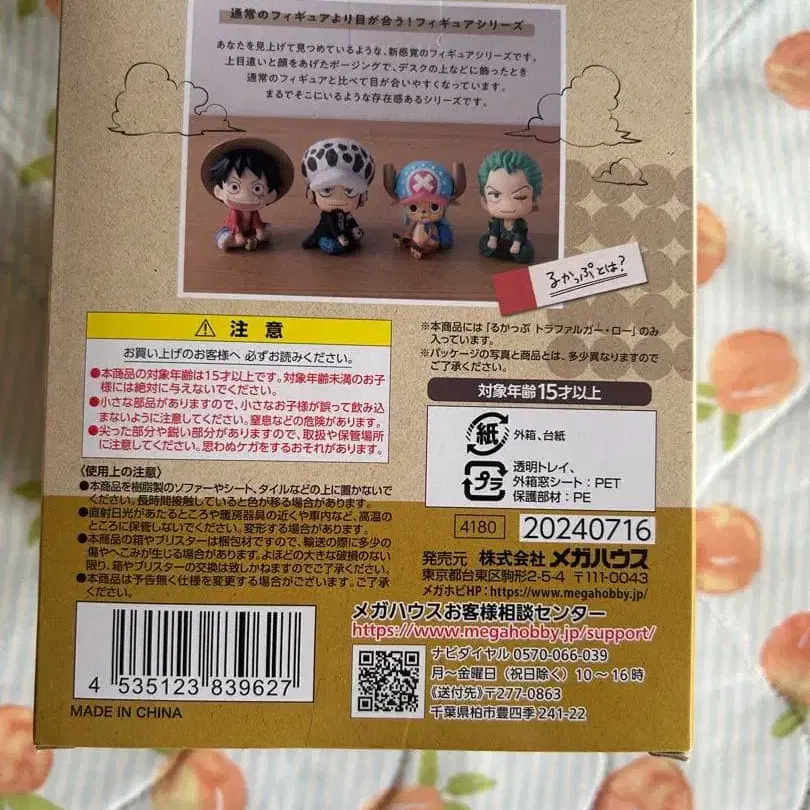 通常のフィギュアより目が合う!フィギュアシリーズ
あなたを見上げて見つめているような、新感覚のフィギュアシリーズです。
上目遣いと顔をあげたポージングで、デスクの上などに飾ったとき
通常のフィギュアと比べて目が合いやすくなっています。
まるでそこにいるような存在感あるシリーズです。
るかっぷとは?
⚠ 注意
お買い上げのお客様へ 必ずお読みください。
●本商品の対象年齢は15才以上です。対象年齢未満のお子
様には絶対に与えないでください。
●小さな部品がありますので、小さなお子様が誤って飲み込
まないように注意してください。窒息などの危険があります。
●尖った部分や鋭い部分がありますので、取扱や保管場所
に注意してください。思わぬケガをするおそれがあります。
〈使用上の注意〉
●本商品を樹脂製のソファーやシート、タイルなどの上に置かないで
ください。長時間接触していると色が移る場合があります。
●直射日光があたるところや暖房器具の近くや車内など、高温の
ところに保管しないでください。変形する場合があります。
●本商品の箱やブリスターは梱包材ですので、輸送の際に多少の
傷やへこみが生じる場合があります。よほどの大きな破損のない
限り、箱やブリスターの交換は致しかねますのでご了承ください。
●本商品は予告無く仕様を変更する場合がございます。ご了承
ください。
4 535123 839627
MADE IN CHINA
※本商品には「るかっぷ トラファルガー・ロー」のみ
入っています。
※パッケージの写真と商品とは、多少異なりますので
ご了承ください。
対象年齢15才以上
紙 外箱、台紙
プラ 透明トレイ、
外箱窓シート:PET
保護部材:PE
4180 20240716
発売元 株式会社 メガハウス
東京都台東区駒形2-5-4 〒111-0043
メガホビHP:https://www.megahobby.jp/
メガハウスお客様相談センター
https://www.megahobby.jp/support/
ナビダイヤル 0570-066-039
月~金曜日(祝日除く)10~16時
《送付先》〒277-0863
千葉県柏市豊四季241-22